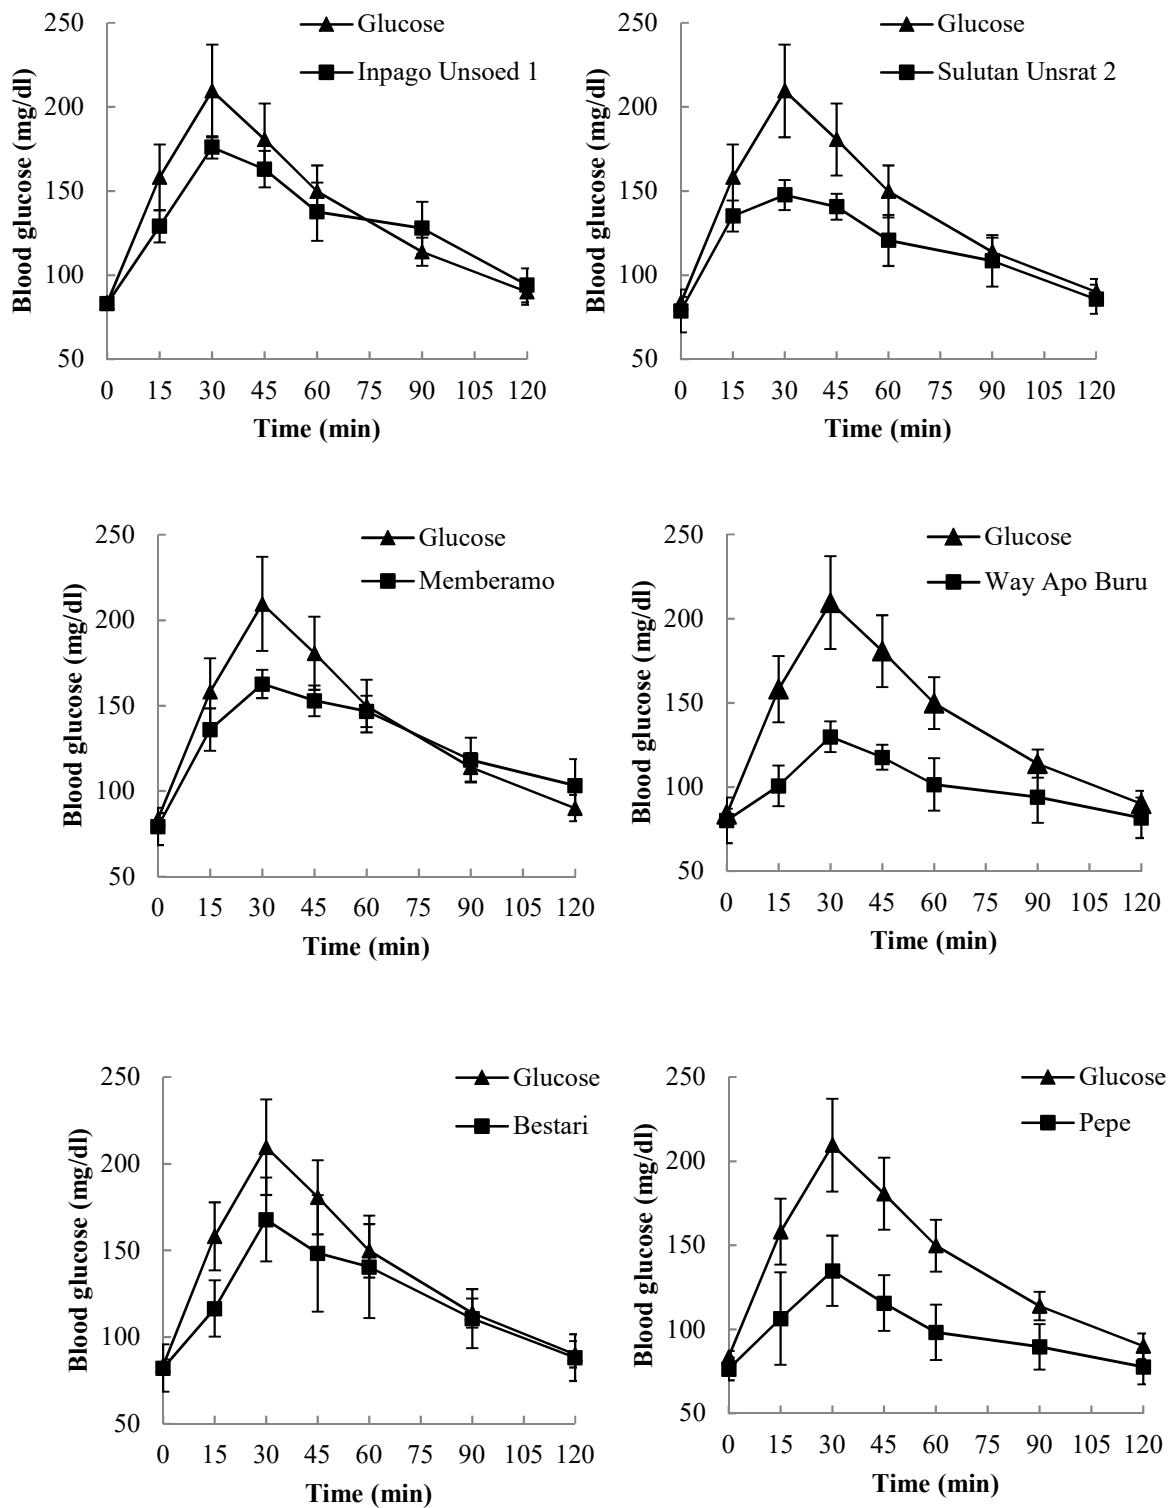 250
200
150
100
50
Blood glucose (mg/dl)
Glucose
Inpago Unsoed 1
0 15 30 45 60 75 90 105 120
Time (min)
250
200
150
100
50
Blood glucose (mg/dl)
Glucose
Sulutan Unsrat 2
0 15 30 45 60 75 90 105 120
Time (min)
250
200
150
100
50
Blood glucose (mg/dl)
Glucose
Memberamo
0 15 30 45 60 75 90 105 120
Time (min)
250
200
150
100
50
Blood glucose (mg/dl)
Glucose
Way Apo Buru
0 15 30 45 60 75 90 105 120
Time (min)
250
200
150
100
50
Blood glucose (mg/dl)
Glucose
Bestari
0 15 30 45 60 75 90 105 120
Time (min)
250
200
150
100
50
Blood glucose (mg/dl)
Glucose
Pepe
0 15 30 45 60 75 90 105 120
Time (min)